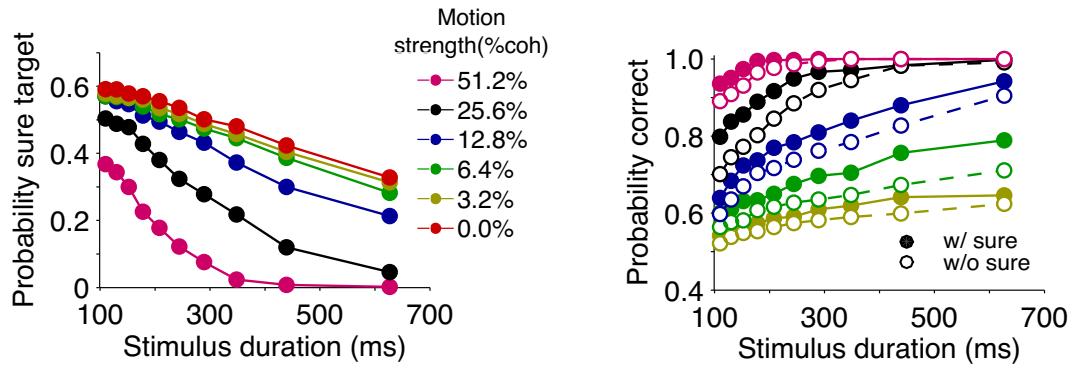 Motion
strength(%coh)
51.2%
25.6%
12.8%
6.4%
3.2%
0.0%
Probability sure target
0.6
0.4
0.2
0
100 300 500 700
Stimulus duration (ms)
Probability correct
1.0
0.8
0.6
0.4
w/ sure
w/o sure
100 300 500 700
Stimulus duration (ms)